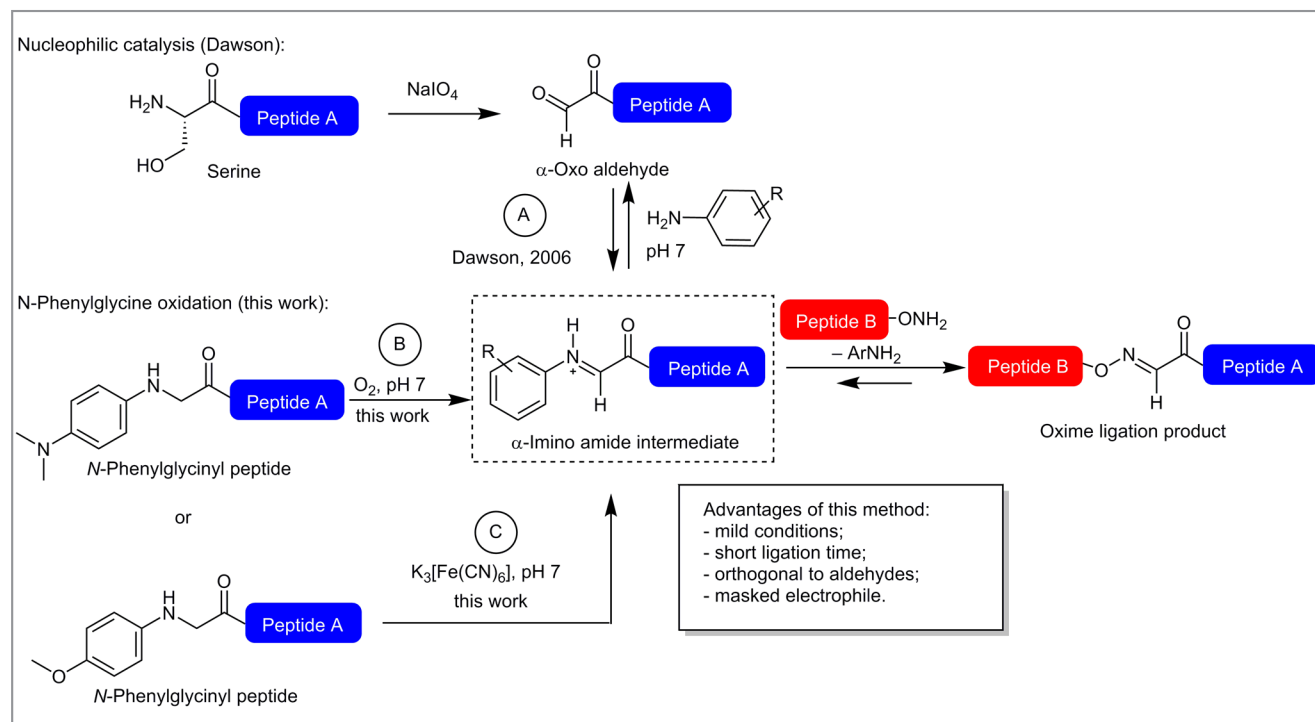 Nucleophilic catalysis (Dawson):
H₂N
O
Peptide A
HO
Serine
NaIO₄
O
O
H
Peptide A
α-Oxo aldehyde
A
Dawson, 2006
H₂N
R
pH 7
N-Phenylglycine oxidation (this work):
H
N
O
Peptide A
N
N-Phenylglycinyl peptide
B
O₂, pH 7
this work
R
H
N
+
H
O
Peptide A
α-Imino amide intermediate
Peptide B
ONH₂
– ArNH₂
Peptide B
O
N
H
O
Peptide A
Oxime ligation product
or
H
N
O
Peptide A
O
N-Phenylglycinyl peptide
C
K₃[Fe(CN)₆], pH 7
this work
Advantages of this method:
- mild conditions;
- short ligation time;
- orthogonal to aldehydes;
- masked electrophile.